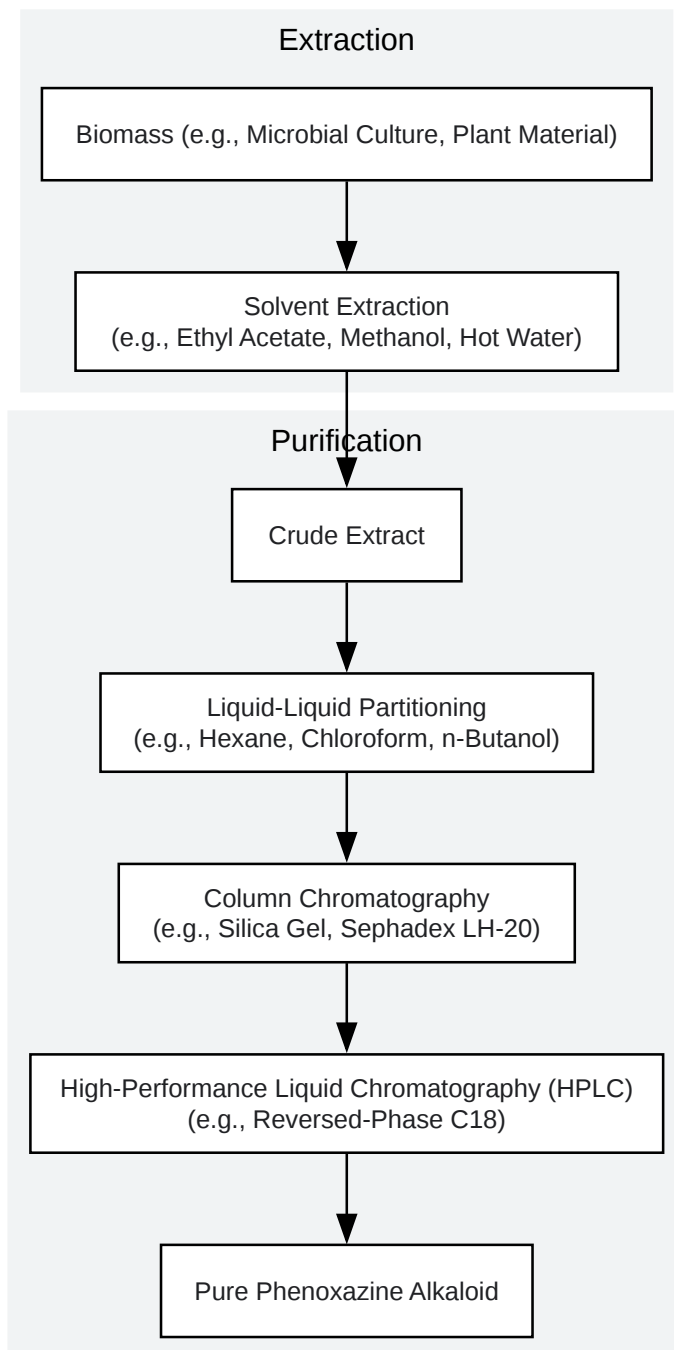 Extraction
Biomass (e.g., Microbial Culture, Plant Material)
Solvent Extraction
(e.g., Ethyl Acetate, Methanol, Hot Water)
Purification
Crude Extract
Liquid-Liquid Partitioning
(e.g., Hexane, Chloroform, n-Butanol)
Column Chromatography
(e.g., Silica Gel, Sephadex LH-20)
High-Performance Liquid Chromatography (HPLC)
(e.g., Reversed-Phase C18)
Pure Phenoxazine Alkaloid